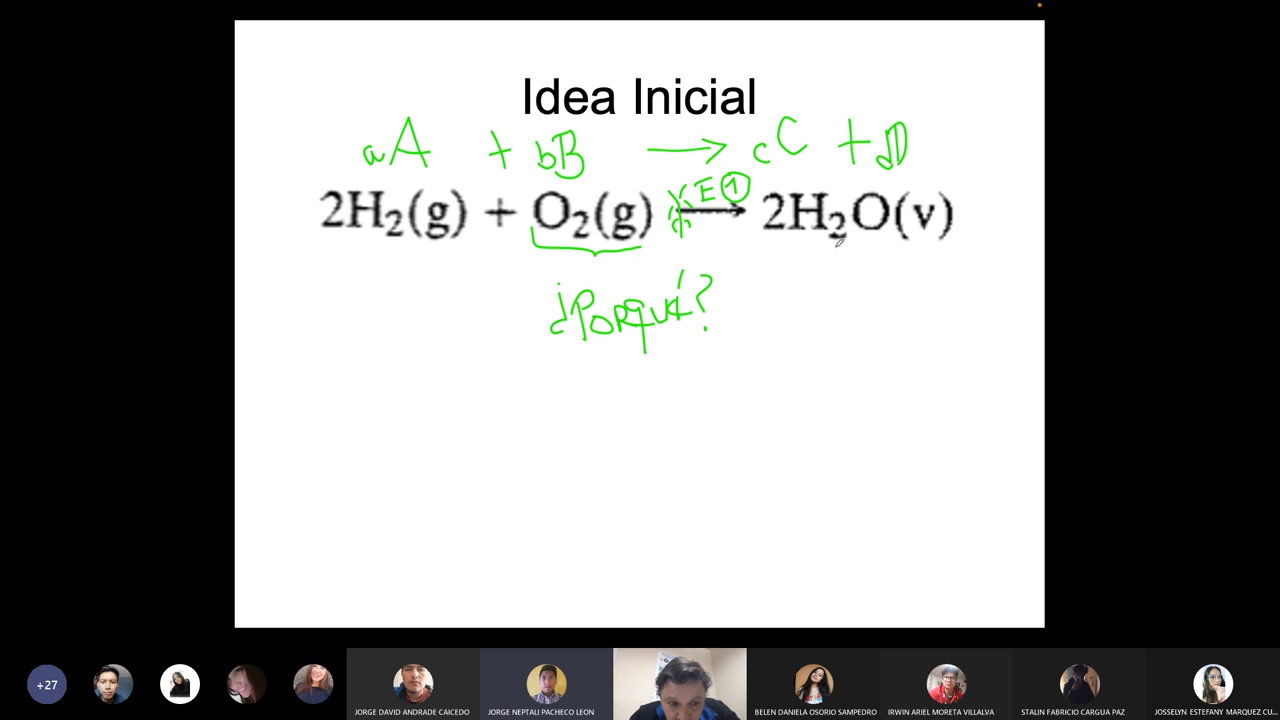 Idea Inicial
aA + bB → cC + dD
E①
2H₂(g) + O₂(g) → 2H₂O(v)
¿Porqué?
+27
JORGE DAVID ANDRADE CAICEDO
JORGE NEPTALI PACHECO LEON
BELEN DANIELA OSORIO SAMPEDRO
IRWIN ARIEL MORETA VILLALVA
STALIN FABRICIO CARGUA PAZ
JOSSELYN ESTEFANY MARQUEZ CU...